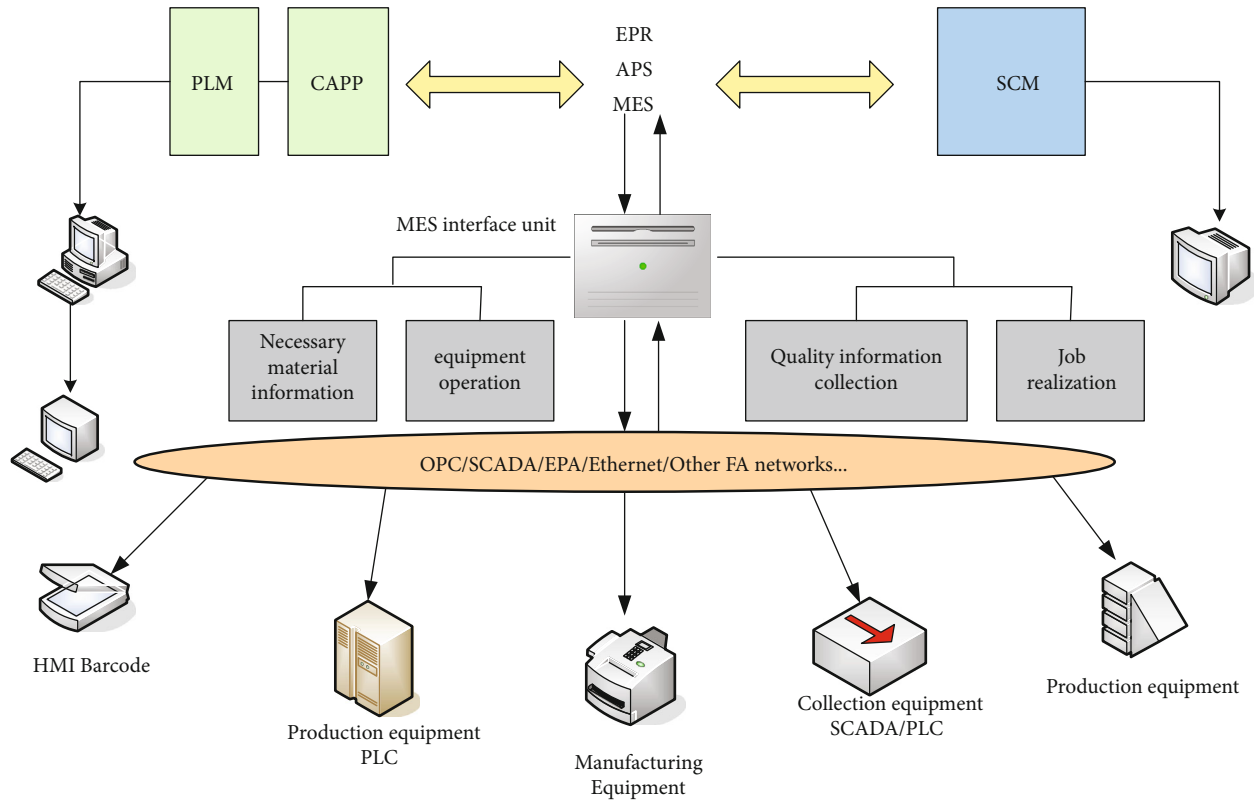 PLM
CAPP
EPR
APS
MES
SCM
MES interface unit
Necessary
material
information
equipment
operation
Quality information
collection
Job
realization
OPC/SCADA/EPA/Ethernet/Other FA networks...
HMI Barcode
Production equipment
PLC
Manufacturing
Equipment
Collection equipment
SCADA/PLC
Production equipment